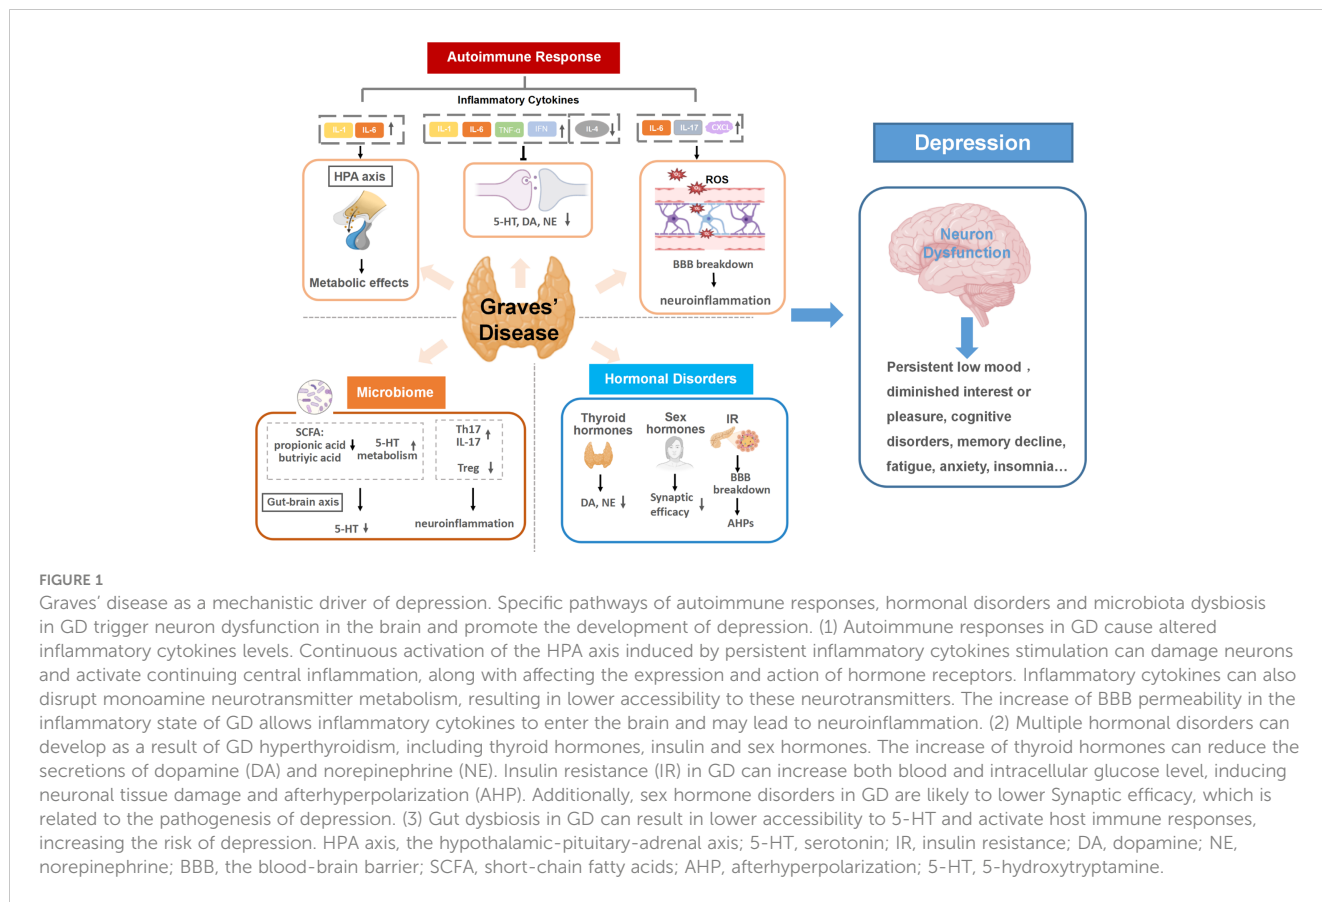 Autoimmune Response
Inflammatory Cytokines
IL-1 IL-6
IL-1 IL-6 TNF-α IFN
IL-4
IL-6 IL-17 CXCL
HPA axis
Metabolic effects
5-HT, DA, NE
ROS
BBB breakdown
neuroinflammation
Graves’
Disease
Depression
Neuron
Dysfunction
Persistent low mood ,
diminished interest or
pleasure, cognitive
disorders, memory decline,
fatigue, anxiety, insomnia…
Microbiome
SCFA:
propionic acid
butriyic acid
5-HT
metabolism
Th17
IL-17
Treg
Gut-brain axis
5-HT
neuroinflammation
Hormonal Disorders
Thyroid
hormones
DA, NE
Sex
hormones
Synaptic
efficacy
IR
BBB
breakdown
AHPs
FIGURE 1
Graves’ disease as a mechanistic driver of depression. Specific pathways of autoimmune responses, hormonal disorders and microbiota dysbiosis
in GD trigger neuron dysfunction in the brain and promote the development of depression. (1) Autoimmune responses in GD cause altered
inflammatory cytokines levels. Continuous activation of the HPA axis induced by persistent inflammatory cytokines stimulation can damage neurons
and activate continuing central inflammation, along with affecting the expression and action of hormone receptors. Inflammatory cytokines can also
disrupt monoamine neurotransmitter metabolism, resulting in lower accessibility to these neurotransmitters. The increase of BBB permeability in the
inflammatory state of GD allows inflammatory cytokines to enter the brain and may lead to neuroinflammation. (2) Multiple hormonal disorders can
develop as a result of GD hyperthyroidism, including thyroid hormones, insulin and sex hormones. The increase of thyroid hormones can reduce the
secretions of dopamine (DA) and norepinephrine (NE). Insulin resistance (IR) in GD can increase both blood and intracellular glucose level, inducing
neuronal tissue damage and afterhyperpolarization (AHP). Additionally, sex hormone disorders in GD are likely to lower Synaptic efficacy, which is
related to the pathogenesis of depression. (3) Gut dysbiosis in GD can result in lower accessibility to 5-HT and activate host immune responses,
increasing the risk of depression. HPA axis, the hypothalamic-pituitary-adrenal axis; 5-HT, serotonin; IR, insulin resistance; DA, dopamine; NE,
norepinephrine; BBB, the blood-brain barrier; SCFA, short-chain fatty acids; AHP, afterhyperpolarization; 5-HT, 5-hydroxytryptamine.